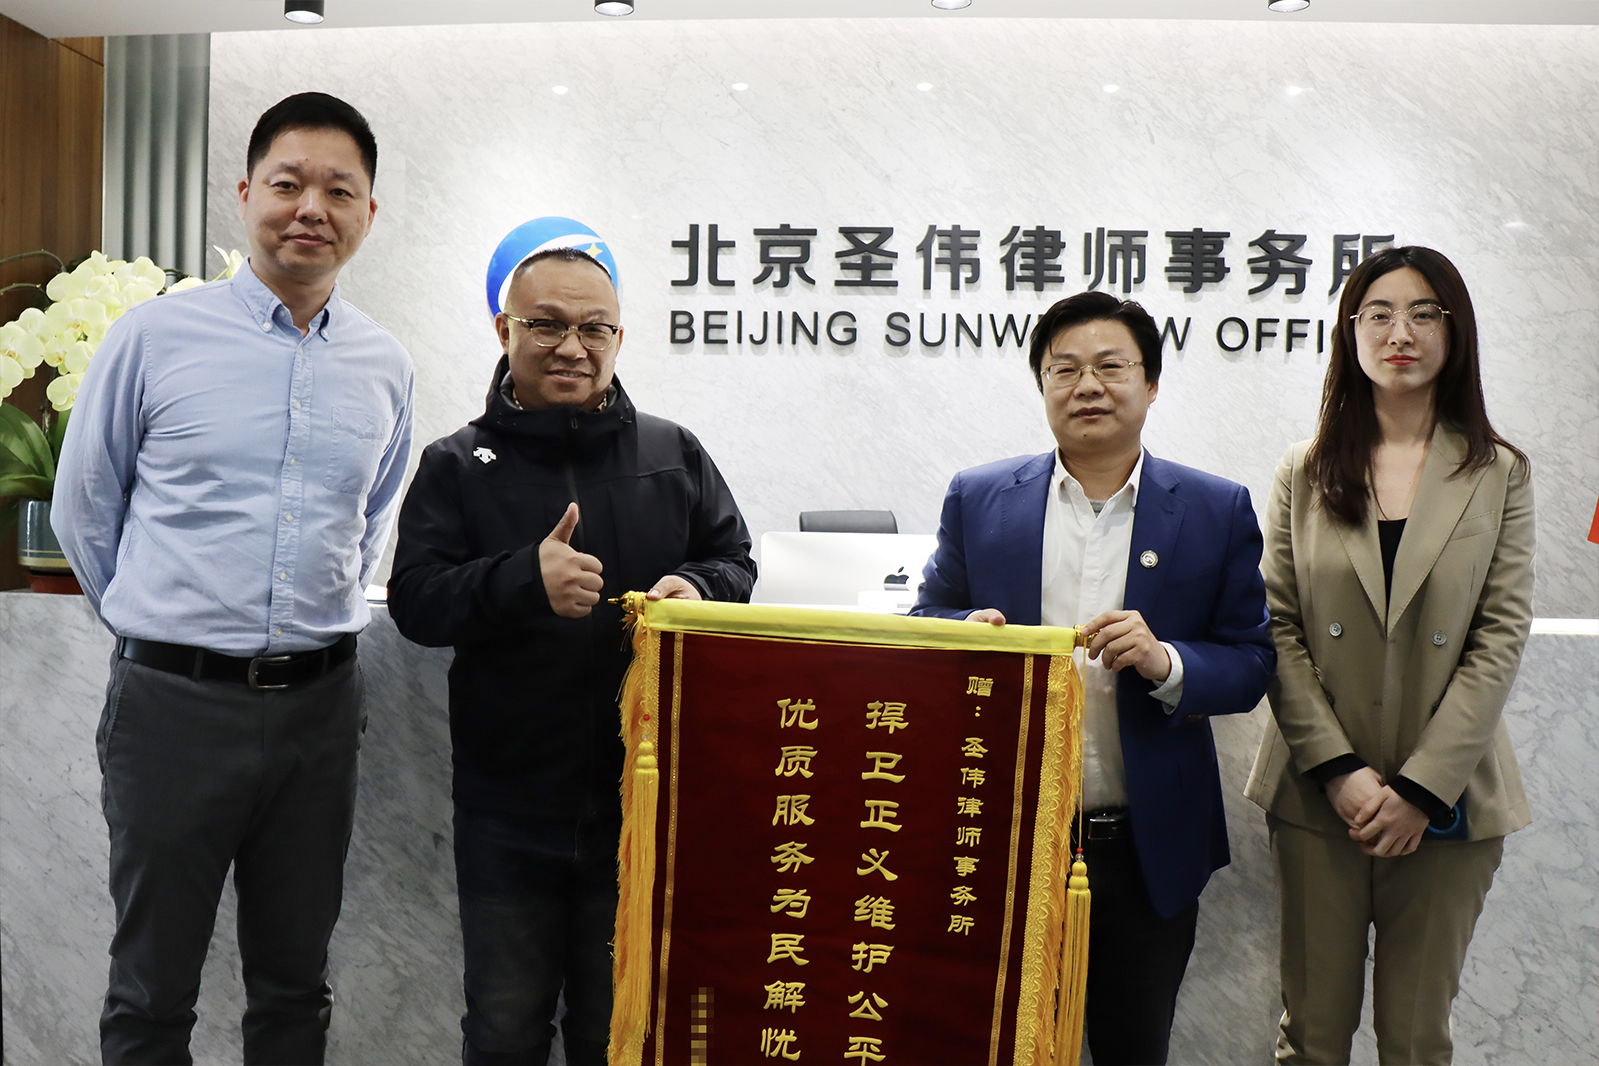 北京圣伟律师事务所
BEIJING SUNW W OFFI
赠：圣伟律师事务所
捍卫正义维护公平
优质服务为民解忧